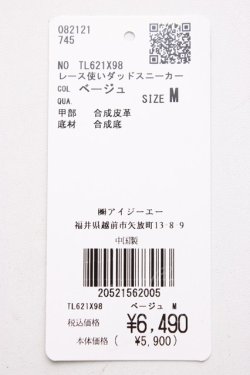 082121
745
NO TL621X98
レース使いダッドスニーカー
COL ベージュ
QUA. SIZE M
甲部 合成皮革
底材 合成底
㈱アイジーエー
福井県越前市矢放町13-8-9
中国製
20521562005
TL621X98 ベージュ M
税込価格 ¥6,490
本体価格 ( ¥5,900)